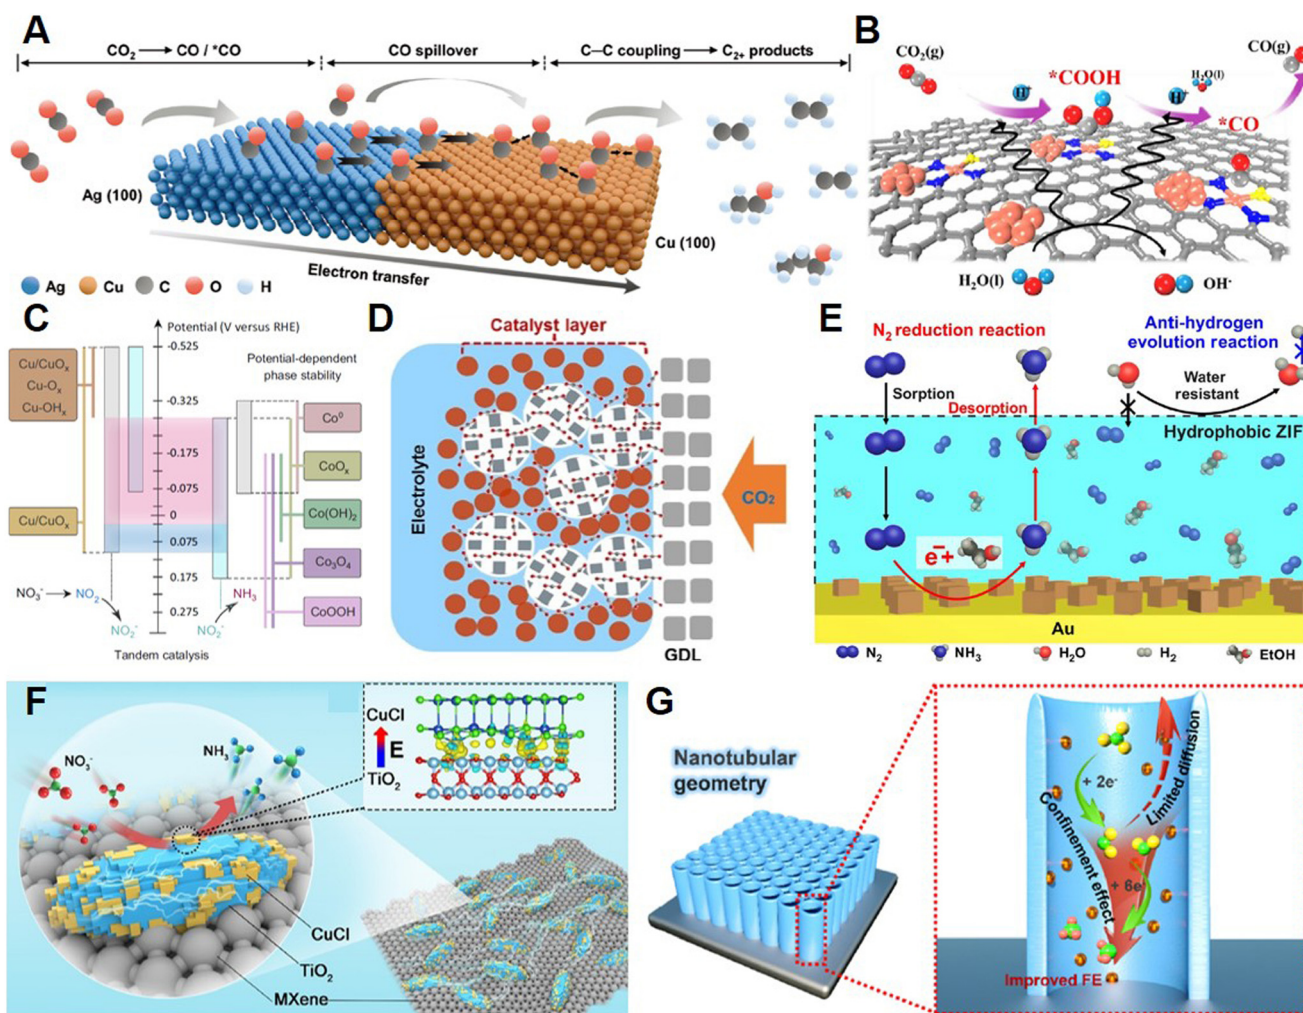 A
CO₂ → CO / *CO
CO spillover
C–C coupling → C₂₊ products
Ag (100)
Cu (100)
Electron transfer
Ag
Cu
C
O
H
B
CO₂(g)
H⁺
*COOH
H₂O(l)
H⁺
CO(g)
*CO
H₂O(l)
OH⁻
C
Potential (V versus RHE)
Cu/CuOₓ
Cu-Oₓ
Cu-OHₓ
Cu/CuOₓ
-0.525
-0.325
-0.175
-0.075
0
0.075
0.175
0.275
Potential-dependent
phase stability
Co⁰
CoOₓ
Co(OH)₂
Co₃O₄
CoOOH
NO₃⁻ → NO₂⁻
NO₂⁻
NH₃
NO₂⁻
Tandem catalysis
D
Catalyst layer
Electrolyte
CO₂
GDL
E
N₂ reduction reaction
Anti-hydrogen
evolution reaction
Sorption
Desorption
Water
resistant
Hydrophobic ZIF
e⁻ +
Au
N₂
NH₃
H₂O
H₂
EtOH
F
NO₃⁻
NH₃
CuCl
E
TiO₂
CuCl
TiO₂
MXene
G
Nanotubular
geometry
+ 2e⁻
Limited diffusion
Confinement effect
+ 6e⁻
Improved FE